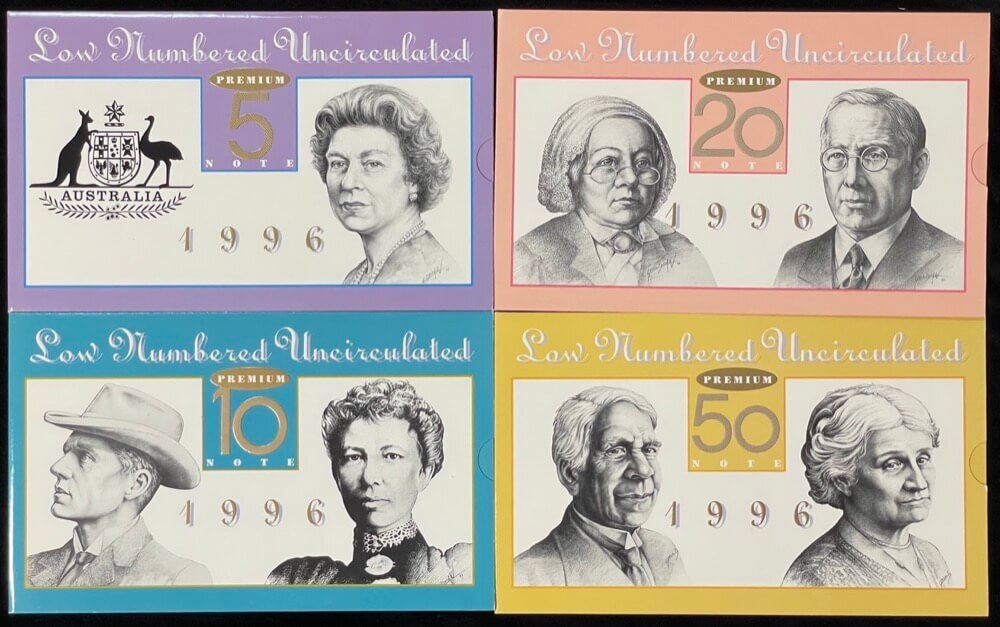 Low Numbered Uncirculated
PREMIUM
5
NOTE
AUSTRALIA
1996
Low Numbered Uncirculated
PREMIUM
20
NOTE
1996
Low Numbered Uncirculated
PREMIUM
10
NOTE
1996
Low Numbered Uncirculated
PREMIUM
50
NOTE
1996